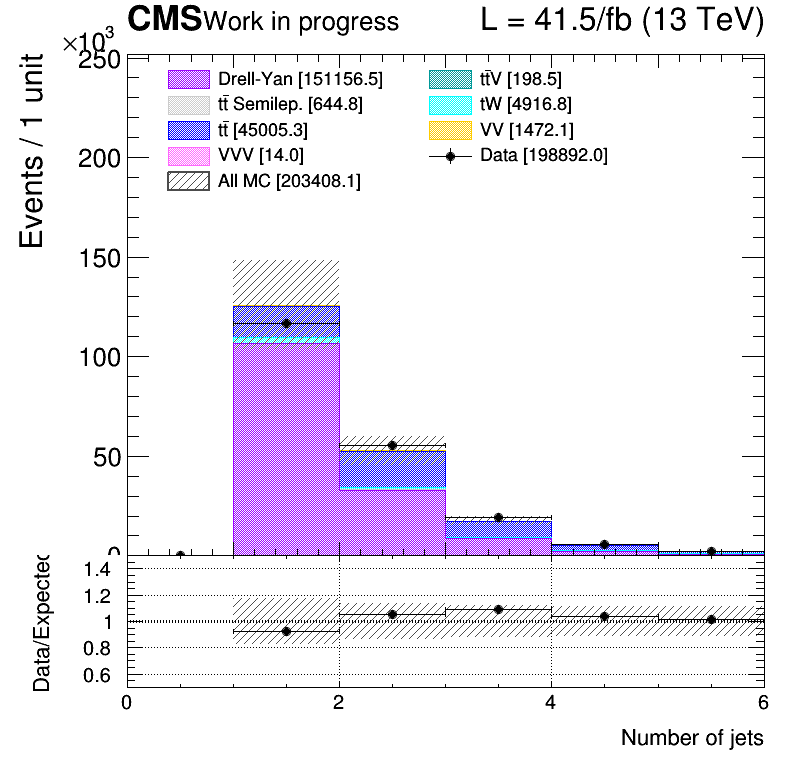 CMS Work in progress L = 41.5/fb (13 TeV)
×10³
Events / 1 unit
250
200
150
100
50
0
Drell-Yan [151156.5]
tt̄ Semilep. [644.8]
tt̄ [45005.3]
VVV [14.0]
All MC [203408.1]
tt̄V [198.5]
tW [4916.8]
VV [1472.1]
Data [198892.0]
Data/Expected
1.4
1.2
1
0.8
0.6
0 2 4 6
Number of jets